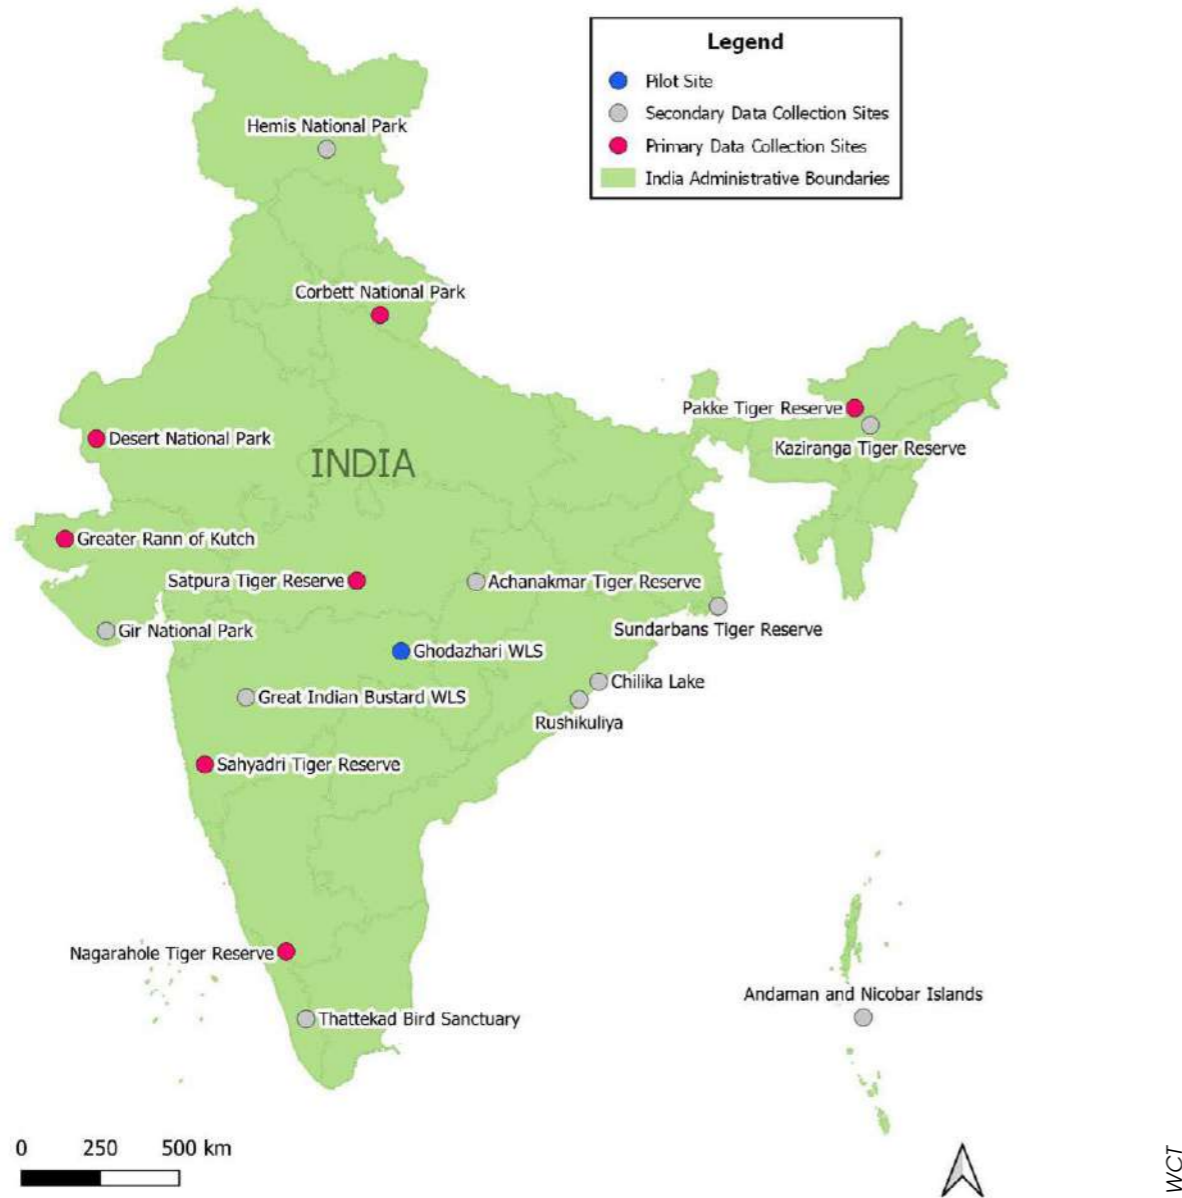 Legend
Pilot Site
Secondary Data Collection Sites
Primary Data Collection Sites
India Administrative Boundaries
Hemis National Park
Corbett National Park
Pakke Tiger Reserve
Kaziranga Tiger Reserve
Desert National Park
INDIA
Greater Rann of Kutch
Satpura Tiger Reserve
Achanakmar Tiger Reserve
Sundarbans Tiger Reserve
Gir National Park
Ghodazhari WLS
Chilika Lake
Great Indian Bustard WLS
Rushikuliya
Sahyadri Tiger Reserve
Nagarahole Tiger Reserve
Andaman and Nicobar Islands
Thattekad Bird Sanctuary
0 250 500 km
WCT